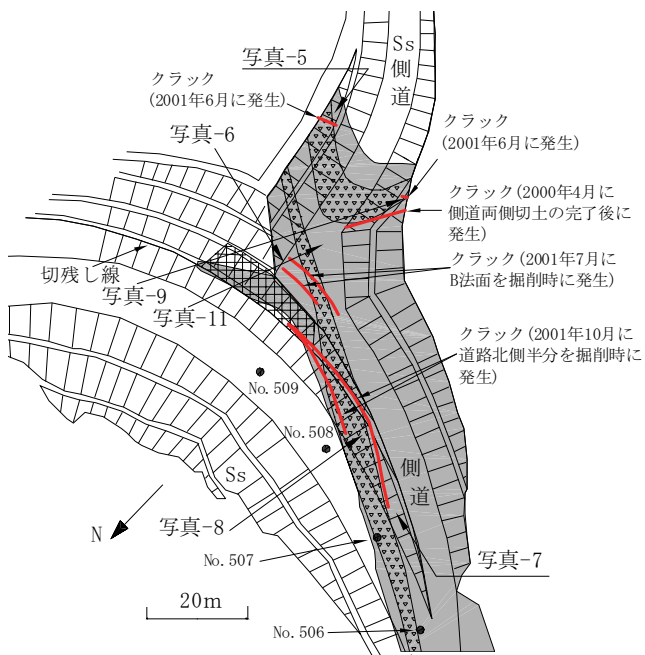 写真-5
Ss
側
道
クラック
(2001年6月に発生)
写真-6
クラック
(2001年6月に発生)
クラック(2000年4月に
側道両側切土の完了後に
発生)
クラック(2001年7月に
B法面を掘削時に発生)
切残し線
写真-9
写真-11
クラック(2001年10月に
道路北側半分を掘削時に
発生)
No.509
No.508
側
道
Ss
N
写真-8
No.507
写真-7
20m
No.506